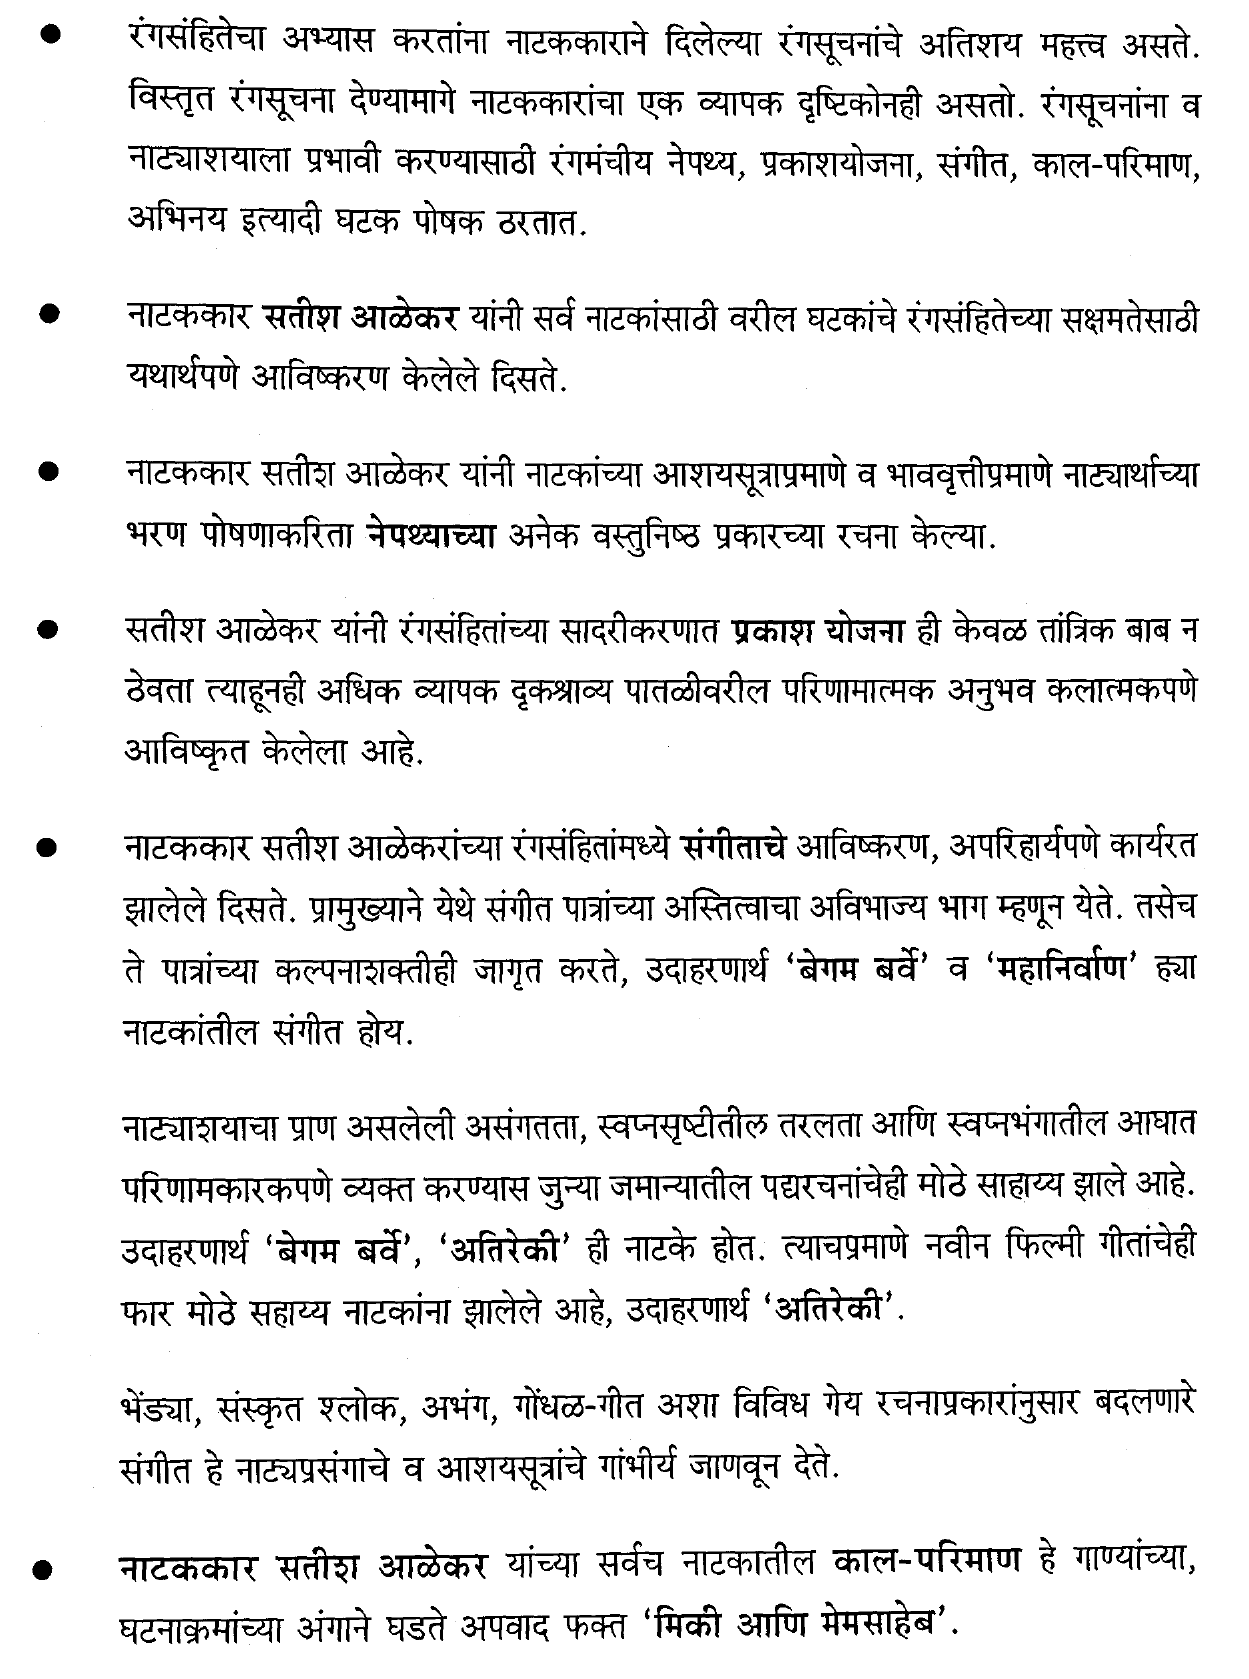 • रंगसंहितेचा अभ्यास करतांना नाटककाराने दिलेल्या रंगसूचनांचे अतिशय महत्त्व असते.
विस्तृत रंगसूचना देण्यामागे नाटककारांचा एक व्यापक दृष्टिकोनही असतो. रंगसूचनांना व
नाट्याशयाला प्रभावी करण्यासाठी रंगमंचीय नेपथ्य, प्रकाशयोजना, संगीत, काल-परिमाण,
अभिनय इत्यादी घटक पोषक ठरतात.
• नाटककार सतीश आळेकर यांनी सर्व नाटकांसाठी वरील घटकांचे रंगसंहितेच्या सक्षमतेसाठी
यथार्थपणे आविष्करण केलेले दिसते.
• नाटककार सतीश आळेकर यांनी नाटकांच्या आशयसूत्राप्रमाणे व भाववृत्तीप्रमाणे नाट्यार्थाच्या
भरण पोषणाकरिता नेपथ्याच्या अनेक वस्तुनिष्ठ प्रकारच्या रचना केल्या.
• सतीश आळेकर यांनी रंगसंहितांच्या सादरीकरणात प्रकाश योजना ही केवळ तांत्रिक बाब न
ठेवता त्याहूनही अधिक व्यापक दृकश्राव्य पातळीवरील परिणामात्मक अनुभव कलात्मकपणे
आविष्कृत केलेला आहे.
• नाटककार सतीश आळेकरांच्या रंगसंहितांमध्ये संगीताचे आविष्करण, अपरिहार्यपणे कार्यरत
झालेले दिसते. प्रामुख्याने येथे संगीत पात्रांच्या अस्तित्वाचा अविभाज्य भाग म्हणून येते. तसेच
ते पात्रांच्या कल्पनाशक्तीही जागृत करते, उदाहरणार्थ ‘बेगम बर्वे’ व ‘महानिर्वाण’ ह्या
नाटकांतील संगीत होय.
नाट्याशयाचा प्राण असलेली असंगतता, स्वप्नसृष्टीतील तरलता आणि स्वप्नभंगातील आघात
परिणामकारकपणे व्यक्त करण्यास जुन्या जमान्यातील पद्यरचनांचेही मोठे साहाय्य झाले आहे.
उदाहरणार्थ ‘बेगम बर्वे’, ‘अतिरेकी’ ही नाटके होत. त्याचप्रमाणे नवीन फिल्मी गीतांचेही
फार मोठे सहाय्य नाटकांना झालेले आहे, उदाहरणार्थ ‘अतिरेकी’.
भेंड्या, संस्कृत श्लोक, अभंग, गोंधळ-गीत अशा विविध गेय रचनाप्रकारांनुसार बदलणारे
संगीत हे नाट्यप्रसंगाचे व आशयसूत्रांचे गांभीर्य जाणवून देते.
• नाटककार सतीश आळेकर यांच्या सर्वच नाटकातील काल-परिमाण हे गाण्यांच्या,
घटनाक्रमांच्या अंगाने घडते अपवाद फक्त ‘मिकी आणि मेमसाहेब’.